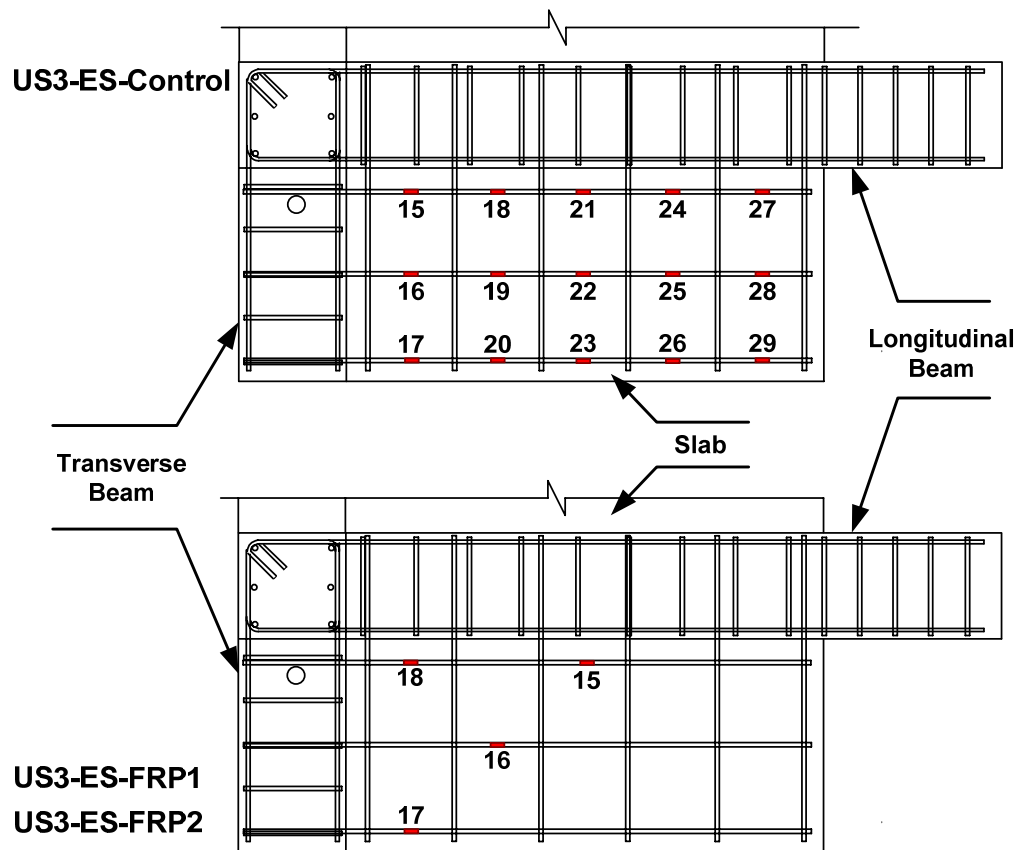 US3-ES-Control
15 18 21 24 27
16 19 22 25 28
17 20 23 26 29
Longitudinal
Beam
Slab
Transverse
Beam
18 15
16
17
US3-ES-FRP1
US3-ES-FRP2